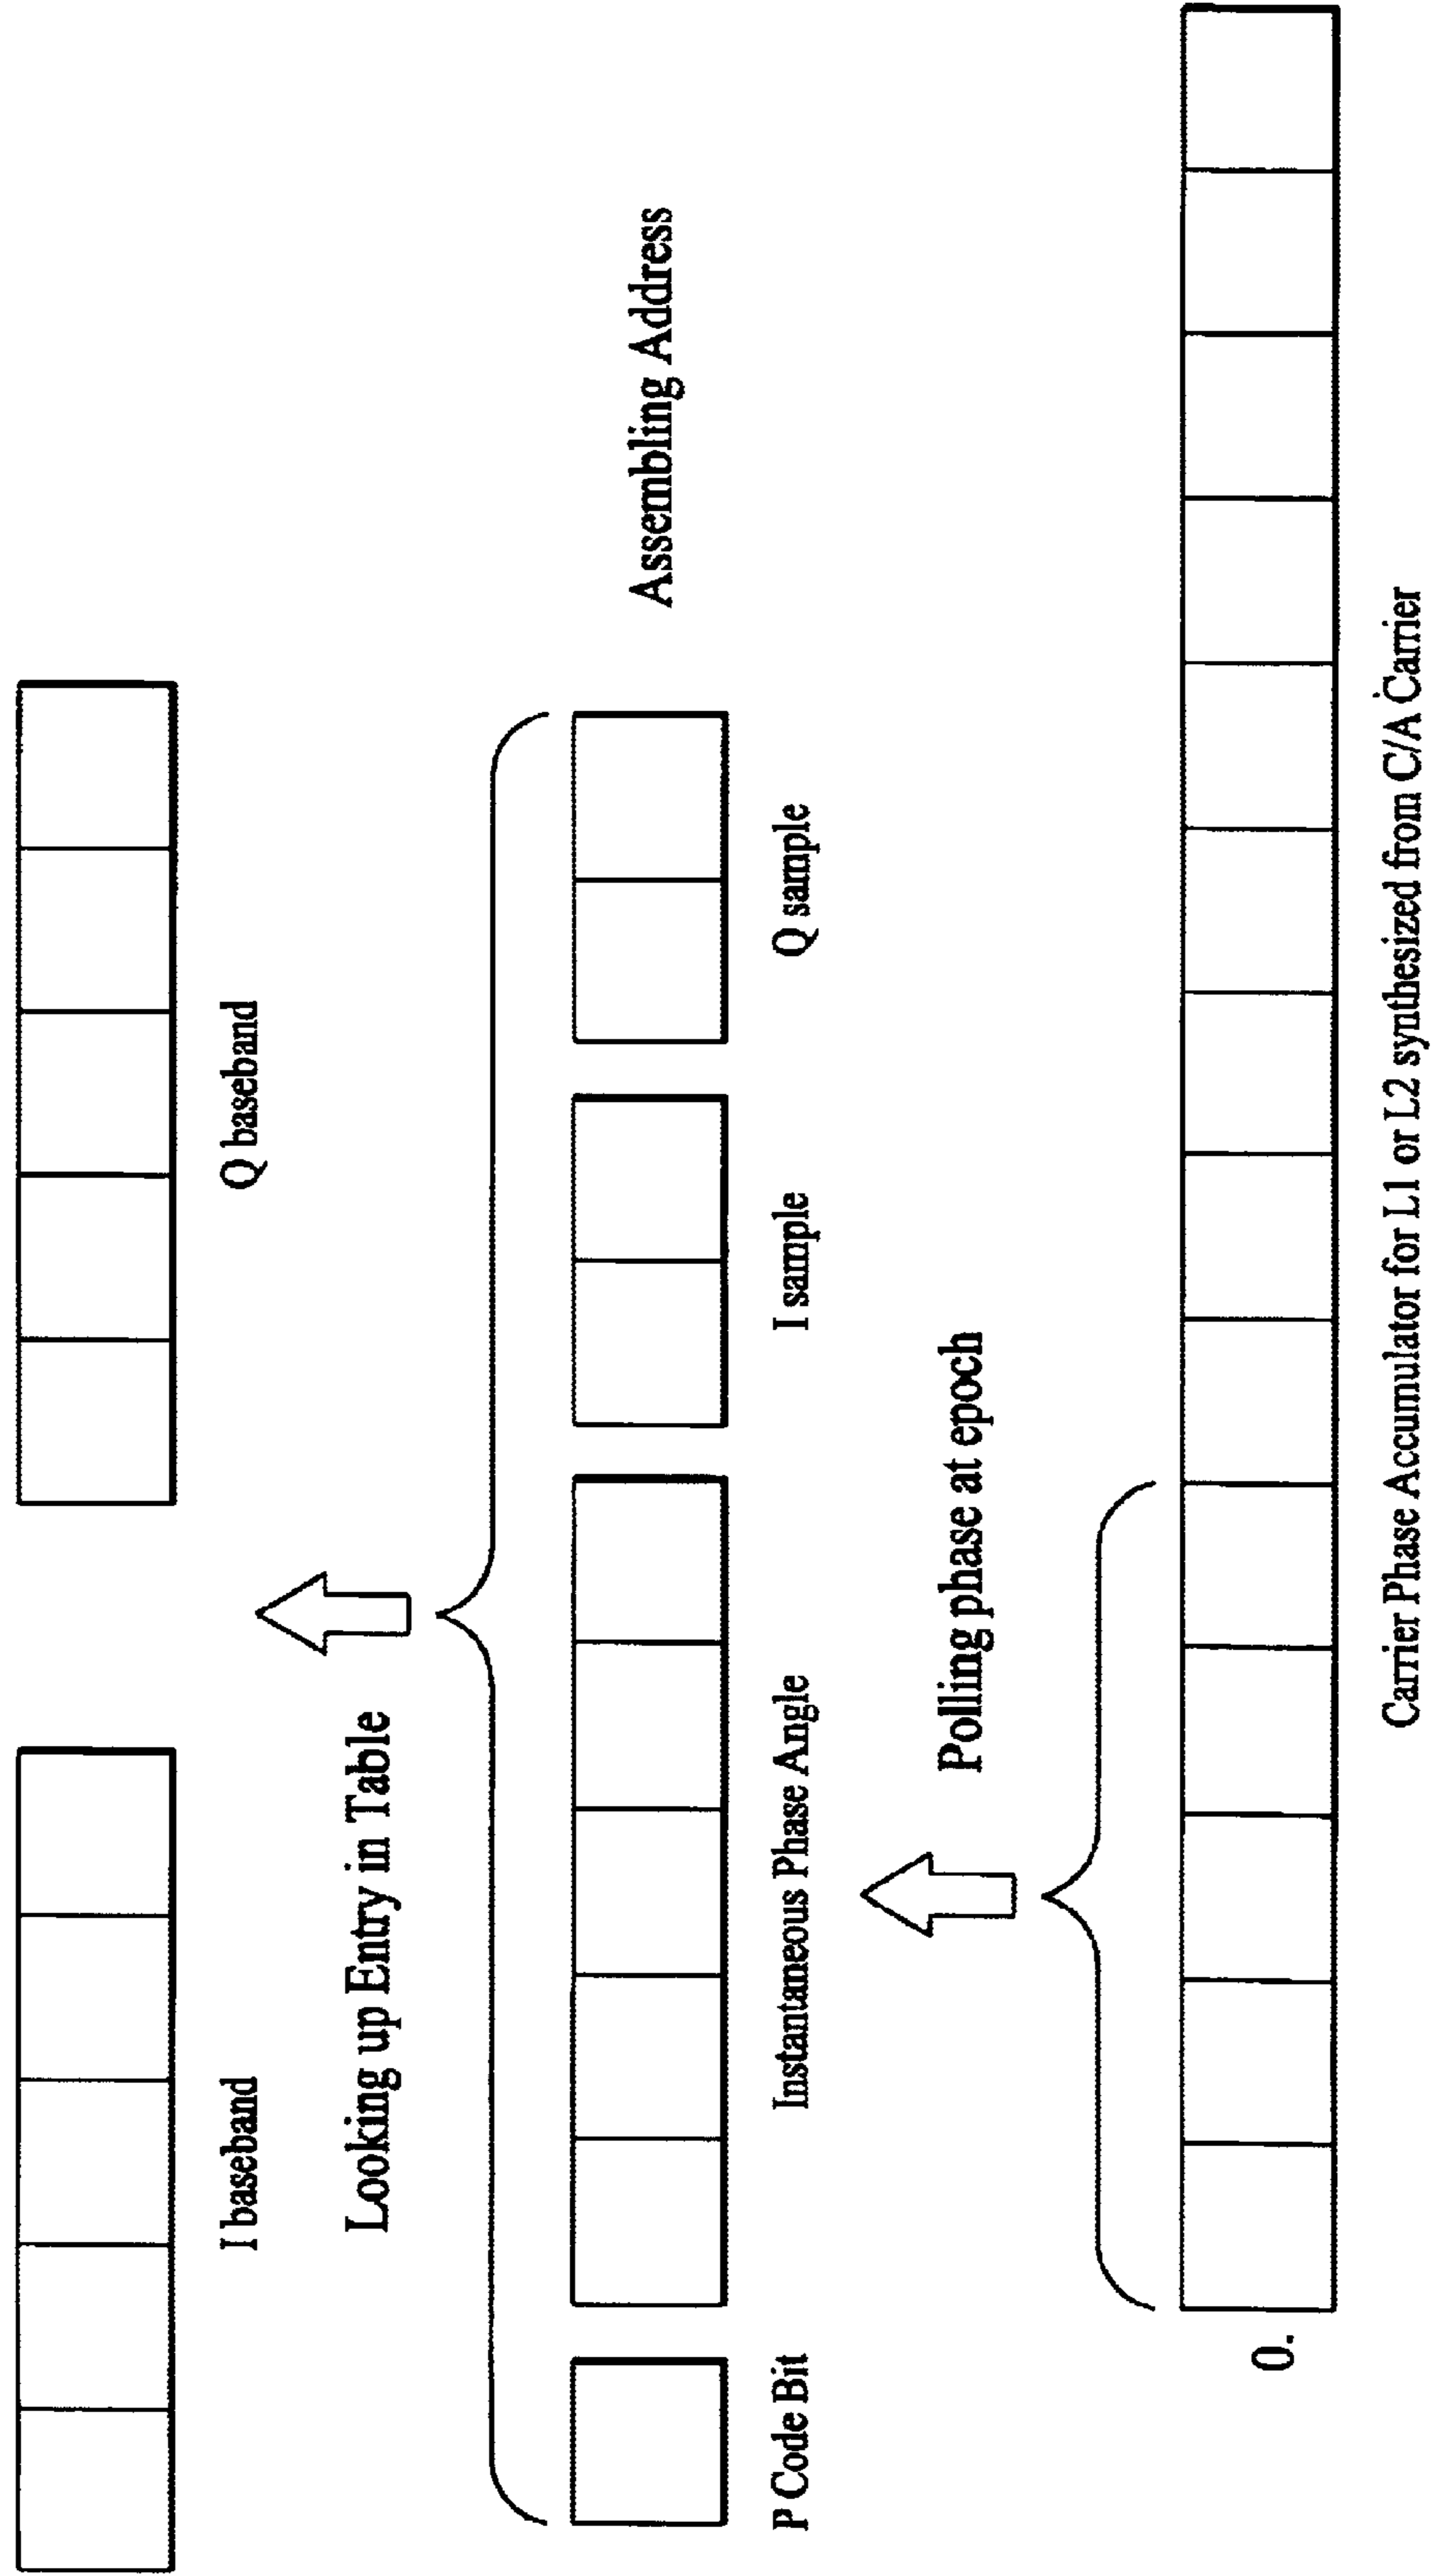 I baseband
Q baseband
Looking up Entry in Table
Assembling Address
P Code Bit
Instantaneous Phase Angle
I sample
Q sample
Polling phase at epoch
0.
Carrier Phase Accumulator for L1 or L2 synthesized from C/A Carrier